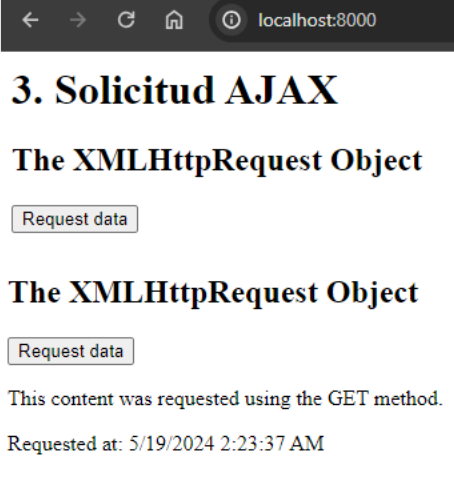 localhost:8000
3. Solicitud AJAX
The XMLHttpRequest Object
Request data
The XMLHttpRequest Object
Request data
This content was requested using the GET method.
Requested at: 5/19/2024 2:23:37 AM